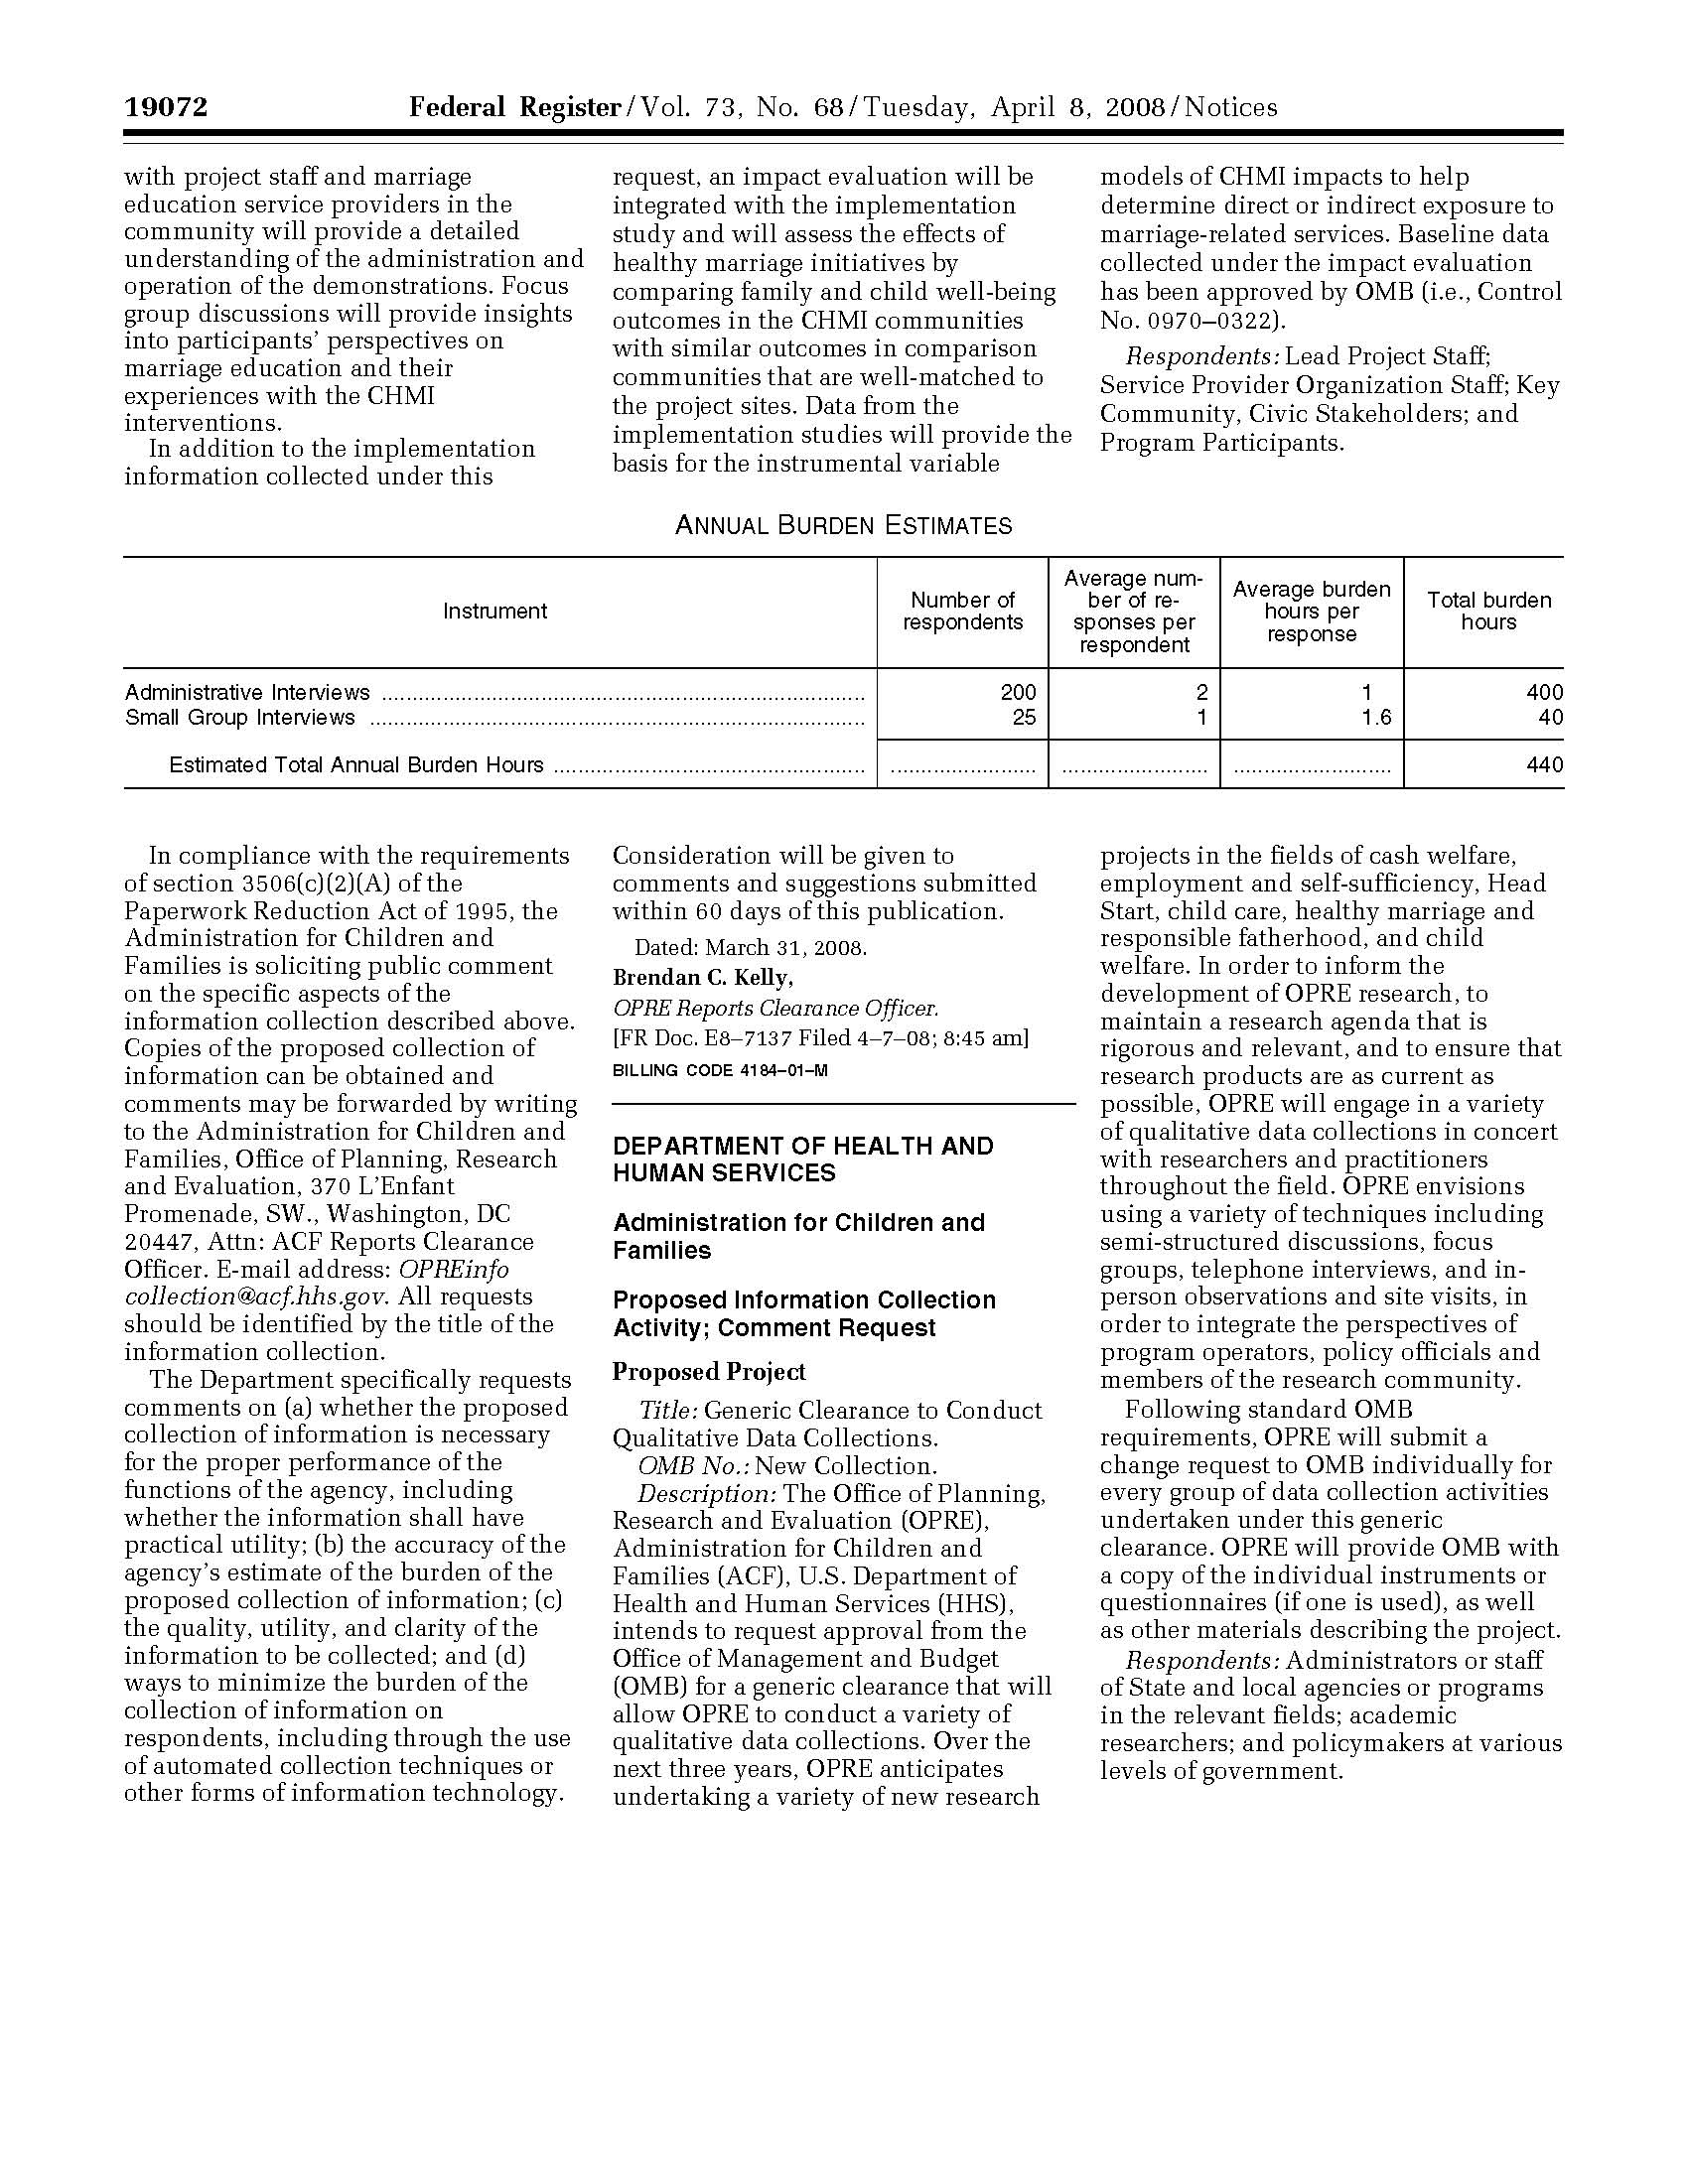 19072 Federal Register / Vol. 73, No. 68 / Tuesday, April 8, 2008 / Notices
with project staff and marriage
education service providers in the
community will provide a detailed
understanding of the administration and
operation of the demonstrations. Focus
group discussions will provide insights
into participants' perspectives on
marriage education and their
experiences with the CHMI
interventions.
In addition to the implementation
information collected under this
request, an impact evaluation will be
integrated with the implementation
study and will assess the effects of
healthy marriage initiatives by
comparing family and child well-being
outcomes in the CHMI communities
with similar outcomes in comparison
communities that are well-matched to
the project sites. Data from the
implementation studies will provide the
basis for the instrumental variable
models of CHMI impacts to help
determine direct or indirect exposure to
marriage-related services. Baseline data
collected under the impact evaluation
has been approved by OMB (i.e., Control
No. 0970–0322).
Respondents: Lead Project Staff;
Service Provider Organization Staff; Key
Community, Civic Stakeholders; and
Program Participants.
ANNUAL BURDEN ESTIMATES
Instrument
Number of
respondents
Average num-
ber of re-
sponses per
respondent
Average burden
hours per
response
Total burden
hours
Administrative Interviews ................ 200 2 1 400
Small Group Interviews ................ 25 1 1.6 40
Estimated Total Annual Burden Hours ................ ................ ................ ................ 440
In compliance with the requirements
of section 3506(c)(2)(A) of the
Paperwork Reduction Act of 1995, the
Administration for Children and
Families is soliciting public comment
on the specific aspects of the
information collection described above.
Copies of the proposed collection of
information can be obtained and
comments may be forwarded by writing
to the Administration for Children and
Families, Office of Planning, Research
and Evaluation, 370 L'Enfant
Promenade, SW., Washington, DC
20447, Attn: ACF Reports Clearance
Officer. E-mail address: OPREinfo
collection@acf.hhs.gov. All requests
should be identified by the title of the
information collection.
The Department specifically requests
comments on (a) whether the proposed
collection of information is necessary
for the proper performance of the
functions of the agency, including
whether the information shall have
practical utility; (b) the accuracy of the
agency's estimate of the burden of the
proposed collection of information; (c)
the quality, utility, and clarity of the
information to be collected; and (d)
ways to minimize the burden of the
collection of information on
respondents, including through the use
of automated collection techniques or
other forms of information technology.
Consideration will be given to
comments and suggestions submitted
within 60 days of this publication.
Dated: March 31, 2008.
Brendan C. Kelly,
OPRE Reports Clearance Officer.
[FR Doc. E8–7137 Filed 4–7–08; 8:45 am]
BILLING CODE 4184–01–M
DEPARTMENT OF HEALTH AND
HUMAN SERVICES
Administration for Children and
Families
Proposed Information Collection
Activity; Comment Request
Proposed Project
Title: Generic Clearance to Conduct
Qualitative Data Collections.
OMB No.: New Collection.
Description: The Office of Planning,
Research and Evaluation (OPRE),
Administration for Children and
Families (ACF), U.S. Department of
Health and Human Services (HHS),
intends to request approval from the
Office of Management and Budget
(OMB) for a generic clearance that will
allow OPRE to conduct a variety of
qualitative data collections. Over the
next three years, OPRE anticipates
undertaking a variety of new research
projects in the fields of cash welfare,
employment and self-sufficiency, Head
Start, child care, healthy marriage and
responsible fatherhood, and child
welfare. In order to inform the
development of OPRE research, to
maintain a research agenda that is
rigorous and relevant, and to ensure that
research products are as current as
possible, OPRE will engage in a variety
of qualitative data collections in concert
with researchers and practitioners
throughout the field. OPRE envisions
using a variety of techniques including
semi-structured discussions, focus
groups, telephone interviews, and in-
person observations and site visits, in
order to integrate the perspectives of
program operators, policy officials and
members of the research community.
Following standard OMB
requirements, OPRE will submit a
change request to OMB individually for
every group of data collection activities
undertaken under this generic
clearance. OPRE will provide OMB with
a copy of the individual instruments or
questionnaires (if one is used), as well
as other materials describing the project.
Respondents: Administrators or staff
of State and local agencies or programs
in the relevant fields; academic
researchers; and policymakers at various
levels of government.